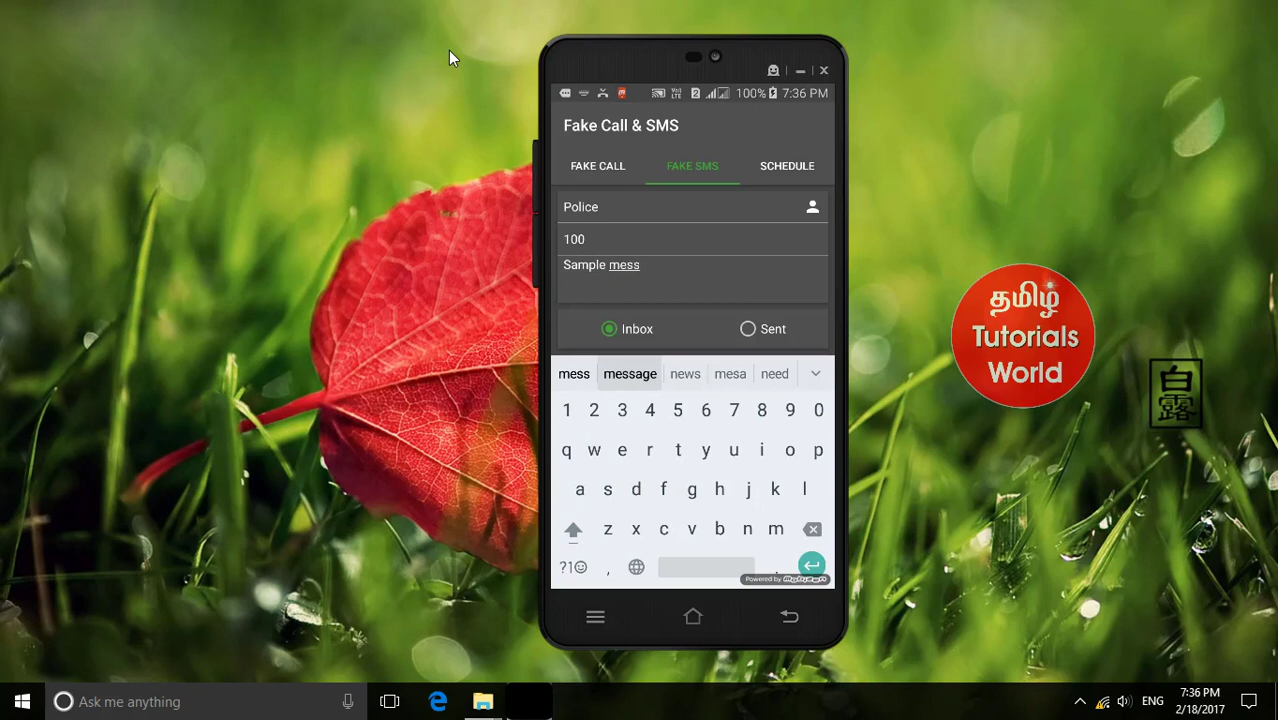 100%
7:36 PM
Fake Call & SMS
FAKE CALL
FAKE SMS
SCHEDULE
Police
100
Sample mess
Inbox
Sent
mess message news mesa need
1 2 3 4 5 6 7 8 9 0
q w e r t y u i o p
a s d f g h j k l
z x c v b n m
?1☺ , .
Powered by
தமிழ்
Tutorials
World
白
露
Ask me anything
ENG
7:36 PM
2/18/2017